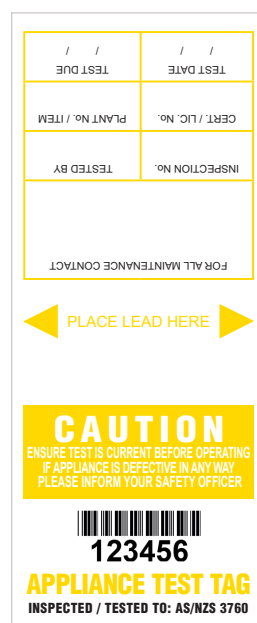 / /
TEST DUE
/ /
TEST DATE
PLANT No. / ITEM
CERT. / LIC. No.
TESTED BY
INSPECTION No.
FOR ALL MAINTENANCE CONTACT
PLACE LEAD HERE
CAUTION
ENSURE TEST IS CURRENT BEFORE OPERATING
IF APPLIANCE IS DEFECTIVE IN ANY WAY
PLEASE INFORM YOUR SAFETY OFFICER
123456
APPLIANCE TEST TAG
INSPECTED / TESTED TO: AS/NZS 3760